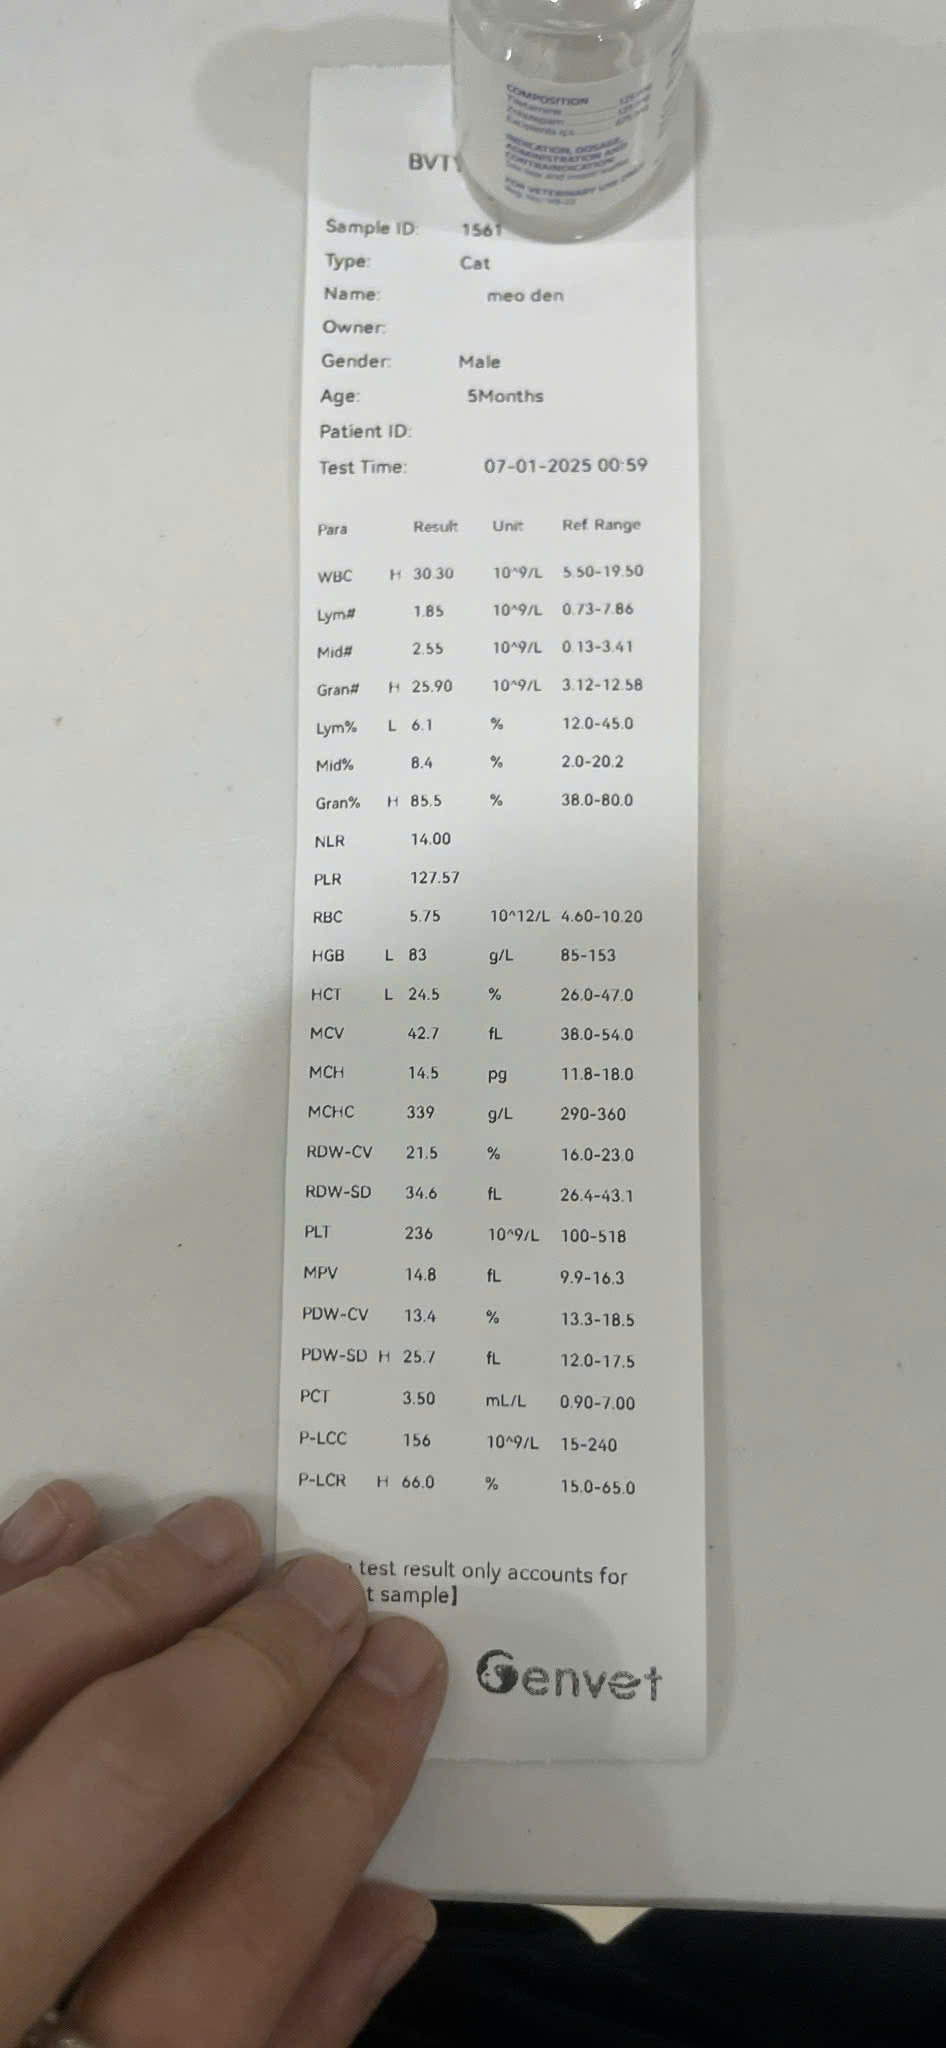 COMPOSITION
Tiletamine
Zolazepam
Excipients q.s.
INDICATION, DOSAGE,
ADMINISTRATION AND
CONTRAINDICATION:
FOR VETERINARY USE ONLY
BVT
Sample ID: 1561
Type: Cat
Name: meo den
Owner:
Gender: Male
Age: 5Months
Patient ID:
Test Time: 07-01-2025 00:59
Para Result Unit Ref. Range
WBC H 30.30 10^9/L 5.50-19.50
Lym# 1.85 10^9/L 0.73-7.86
Mid# 2.55 10^9/L 0.13-3.41
Gran# H 25.90 10^9/L 3.12-12.58
Lym% L 6.1 % 12.0-45.0
Mid% 8.4 % 2.0-20.2
Gran% H 85.5 % 38.0-80.0
NLR 14.00
PLR 127.57
RBC 5.75 10^12/L 4.60-10.20
HGB L 83 g/L 85-153
HCT L 24.5 % 26.0-47.0
MCV 42.7 fL 38.0-54.0
MCH 14.5 pg 11.8-18.0
MCHC 339 g/L 290-360
RDW-CV 21.5 % 16.0-23.0
RDW-SD 34.6 fL 26.4-43.1
PLT 236 10^9/L 100-518
MPV 14.8 fL 9.9-16.3
PDW-CV 13.4 % 13.3-18.5
PDW-SD H 25.7 fL 12.0-17.5
PCT 3.50 mL/L 0.90-7.00
P-LCC 156 10^9/L 15-240
P-LCR H 66.0 % 15.0-65.0
test result only accounts for
t sample】
Genvet